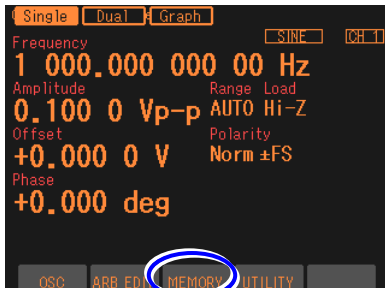 Single Dual Graph
SINE CH 1
Frequency
1 000.000 000 00 Hz
Amplitude Range Load
0.100 0 Vp-p AUTO Hi-Z
Offset Polarity
+0.000 0 V Norm ±FS
Phase
+0.000 deg
OSC ARB EDIT MEMORY UTILITY